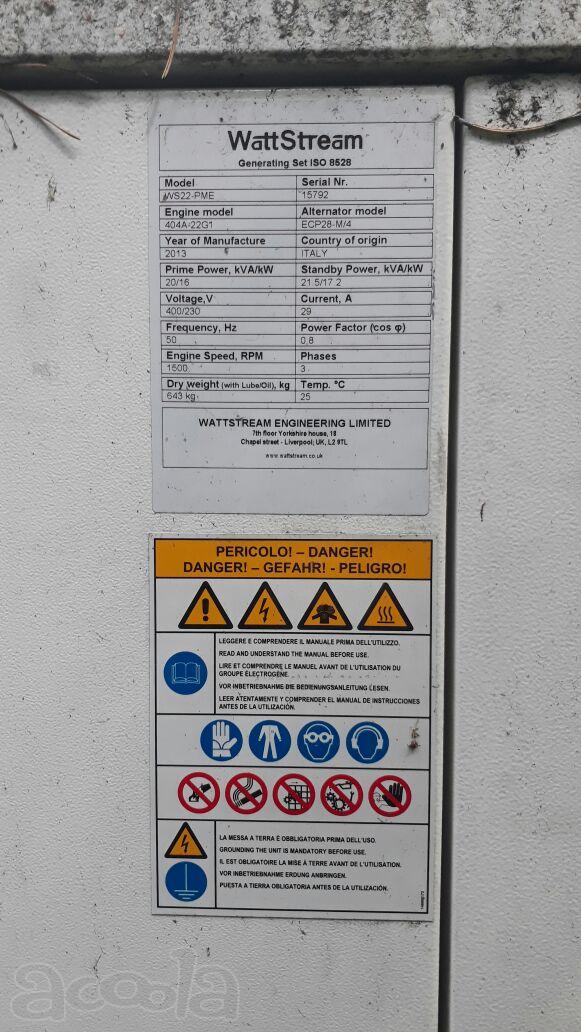 WattStream
Generating Set ISO 8528
Model Serial Nr.
WS22-PME 15792
Engine model Alternator model
404A-22G1 ECP28-M/4
Year of Manufacture Country of origin
2013 ITALY
Prime Power, kVA/kW Standby Power, kVA/kW
20/16 21.5/17.2
Voltage,V Current, A
400/230 29
Frequency, Hz Power Factor (cos φ)
50 0,8
Engine Speed, RPM Phases
1500 3
Dry weight (with Lube/Oil), kg Temp. °C
643 kg 25
WATTSTREAM ENGINEERING LIMITED
7th floor Yorkshire house, 18
Chapel street - Liverpool, UK, L2 9TL
www.wattstream.co.uk
PERICOLO! – DANGER!
DANGER! – GEFAHR! - PELIGRO!
LEGGERE E COMPRENDERE IL MANUALE PRIMA DELL'UTILIZZO.
READ AND UNDERSTAND THE MANUAL BEFORE USE.
LIRE ET COMPRENDRE LE MANUEL AVANT DE L'UTILISATION DU
GROUPE ÉLECTROGÈNE.
VOR INBETRIEBNAHME DIE BEDIENUNGSANLEITUNG LESEN.
LEER ATENTAMENTE Y COMPRENDER EL MANUAL DE INSTRUCCIONES
ANTES DE LA UTILIZACIÓN.
LA MESSA A TERRA È OBBLIGATORIA PRIMA DELL'USO.
GROUNDING THE UNIT IS MANDATORY BEFORE USE.
IL EST OBLIGATOIRE LA MISE À TERRE AVANT DE L'UTILISATION.
VOR INBETRIEBNAHME ERDUNG ANBRINGEN.
PUESTA A TIERRA OBLIGATORIA ANTES DE LA UTILIZACIÓN.
acoola